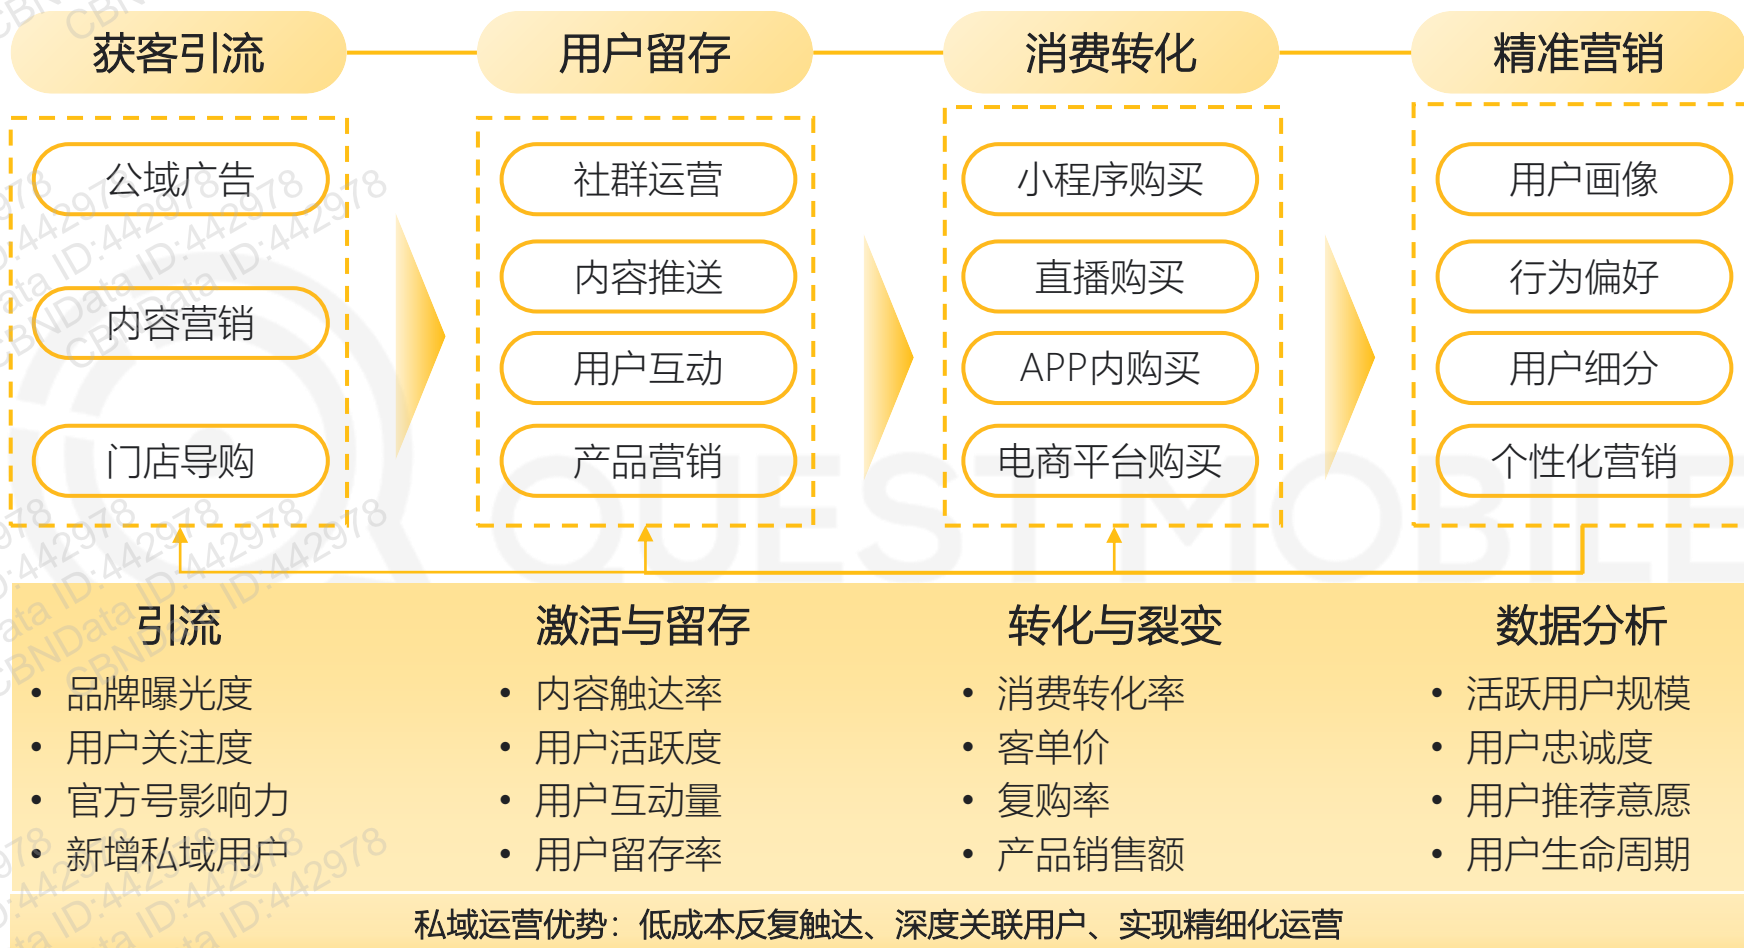 获客引流
用户留存
消费转化
精准营销
公域广告
内容营销
门店导购
社群运营
内容推送
用户互动
产品营销
小程序购买
直播购买
APP内购买
电商平台购买
用户画像
行为偏好
用户细分
个性化营销
引流
• 品牌曝光度
• 用户关注度
• 官方号影响力
• 新增私域用户
激活与留存
• 内容触达率
• 用户活跃度
• 用户互动量
• 用户留存率
转化与裂变
• 消费转化率
• 客单价
• 复购率
• 产品销售额
数据分析
• 活跃用户规模
• 用户忠诚度
• 用户推荐意愿
• 用户生命周期
私域运营优势：低成本反复触达、深度关联用户、实现精细化运营
QUEST MOBILE
CBNData ID:442978
CBNData ID:442978